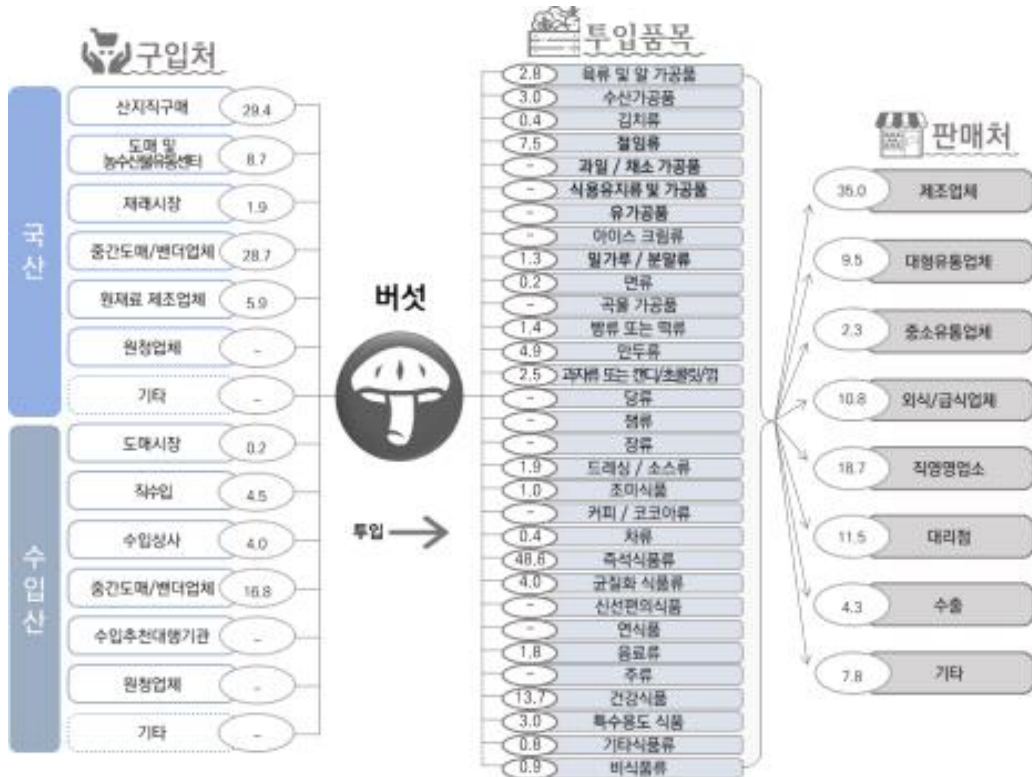 구입처
국산
산지직구매 29.4
도매 및
농수산물유통센터 8.7
재래시장 1.9
중간도매/밴더업체 28.7
원재료 제조업체 5.9
원청업체 -
기타 -
수입산
도매시장 0.2
직수입 4.5
수입상사 4.0
중간도매/밴더업체 16.8
수입추천대행기관 -
원청업체 -
기타 -
버섯
투입
투입품목
2.8 육류 및 알 가공품
3.0 수산가공품
0.4 김치류
7.5 절임류
- 과일 / 채소 가공품
- 식용유지류 및 가공품
- 유가공품
- 아이스 크림류
1.3 밀가루 / 분말류
0.2 면류
- 곡물 가공품
1.4 빵류 또는 떡류
4.9 만두류
2.5 과자류 또는 캔디/초콜릿/껌
- 당류
- 잼류
- 장류
1.9 드레싱 / 소스류
1.0 조미식품
- 커피 / 코코아류
0.4 차류
48.6 즉석식품류
4.0 균질화 식품류
- 신선편의식품
- 연식품
1.8 음료류
- 주류
13.7 건강식품
3.0 특수용도 식품
0.8 기타식품류
0.9 비식품류
판매처
35.0 제조업체
9.5 대형유통업체
2.3 중소유통업체
10.8 외식/급식업체
18.7 직영영업소
11.5 대리점
4.3 수출
7.8 기타